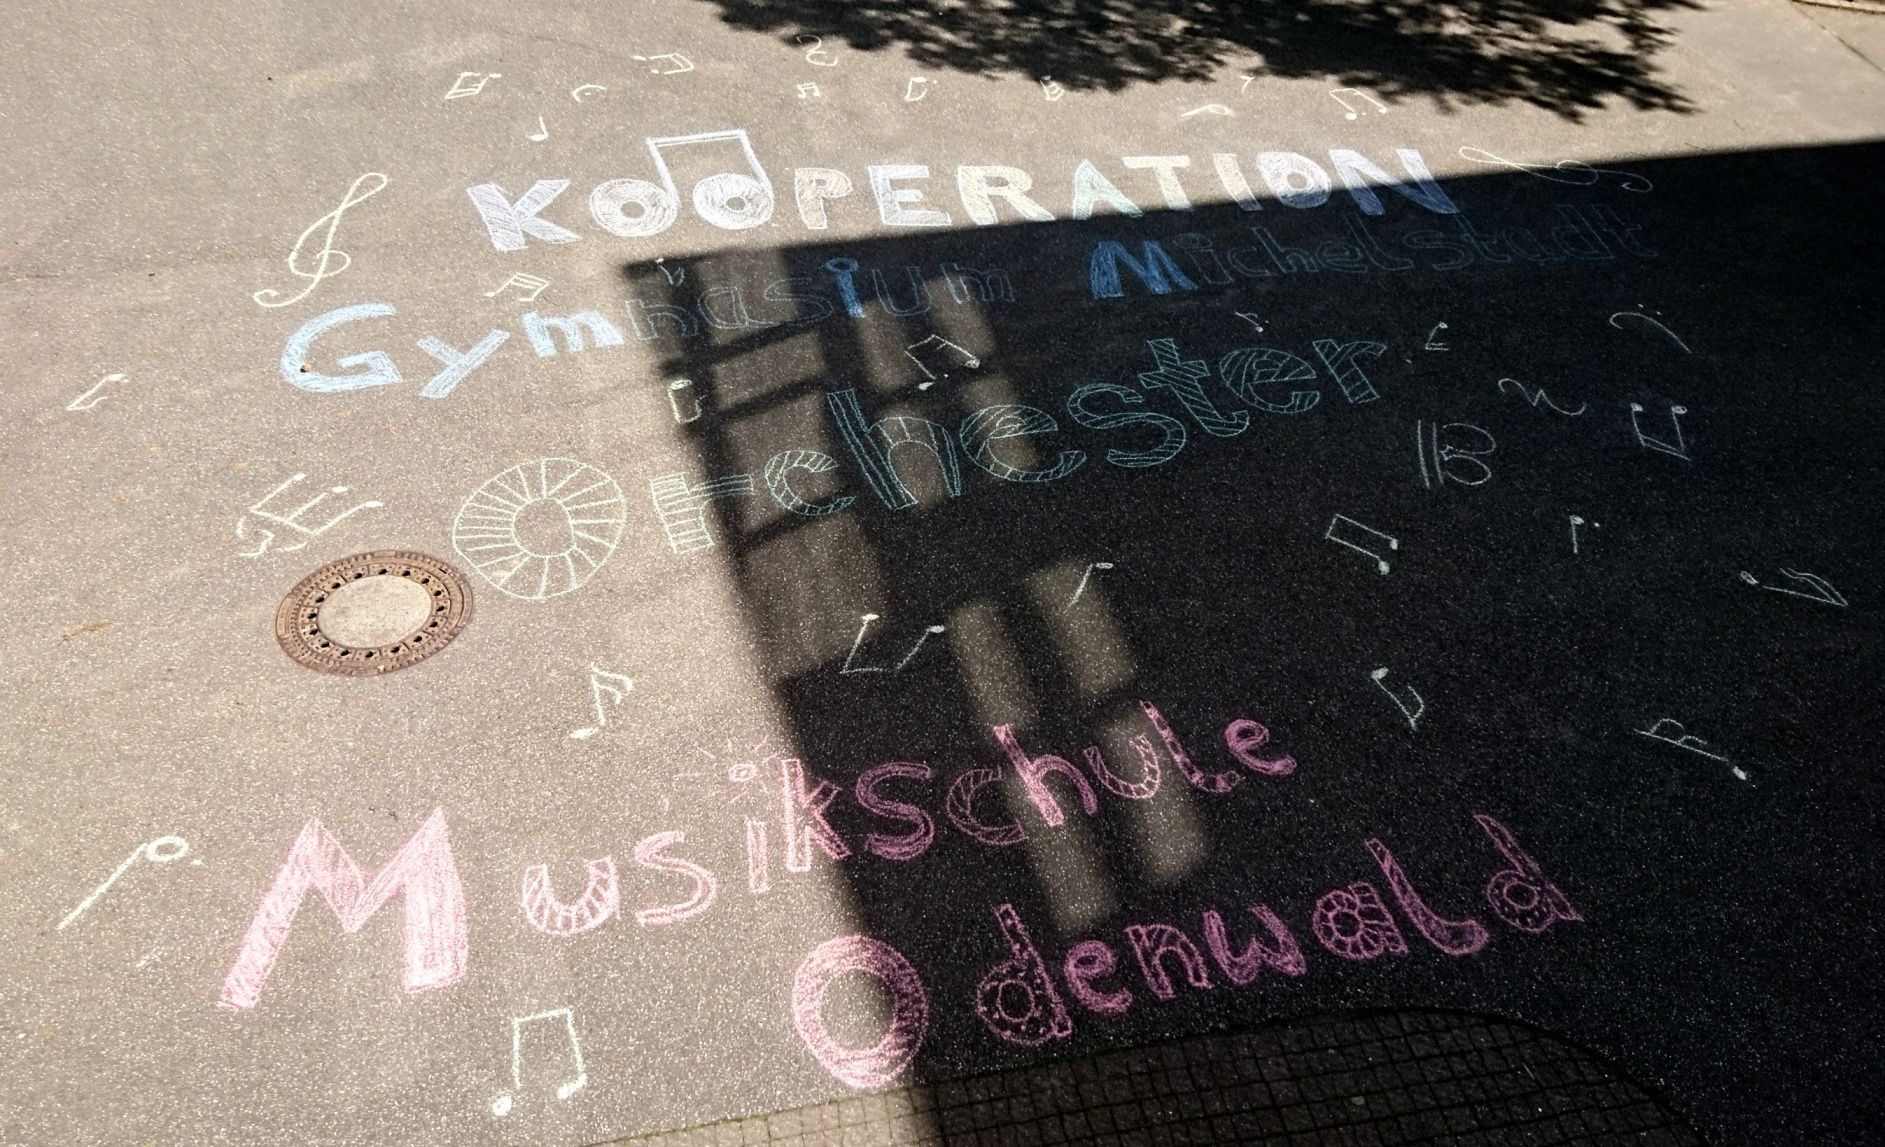 KOOPERATION
Gymnasium Michelstadt
Orchester
Musikschule
Odenwald